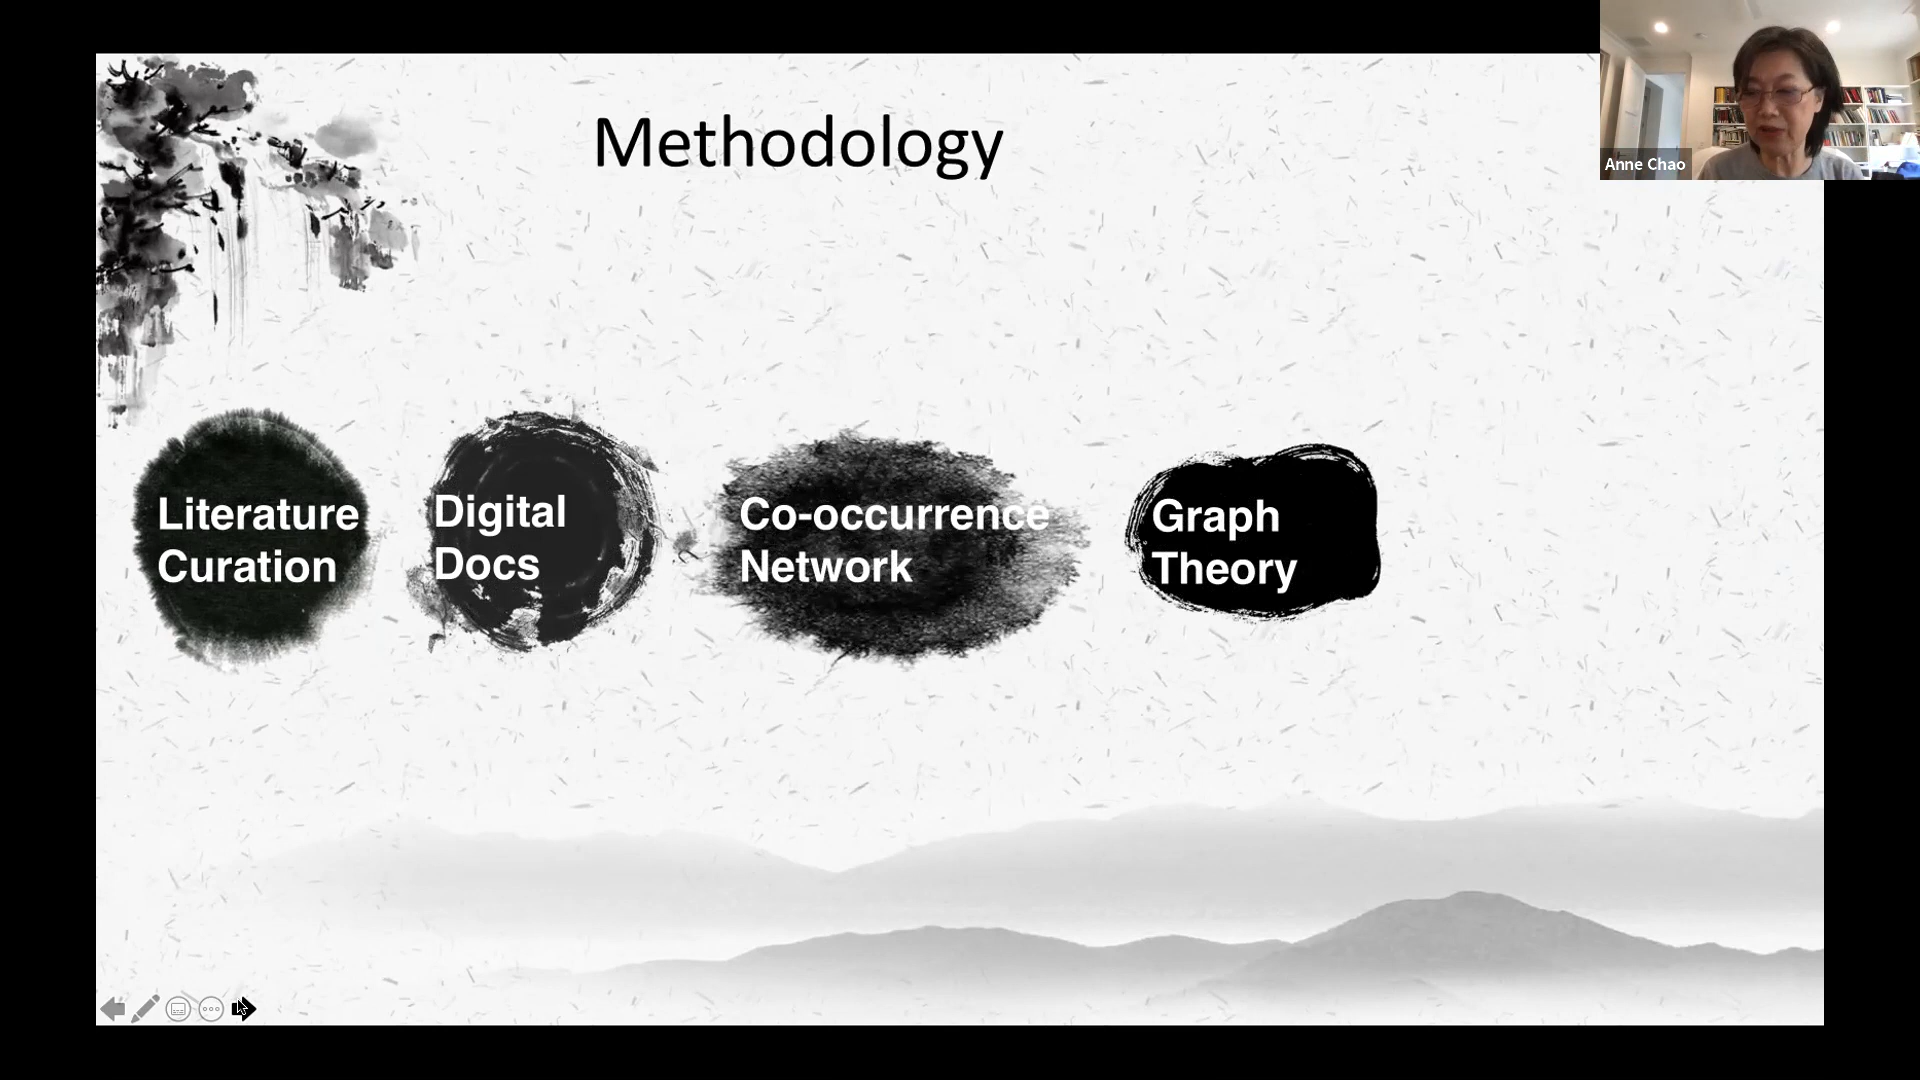 Methodology
Anne Chao
Literature
Curation
Digital
Docs
Co-occurrence
Network
Graph
Theory